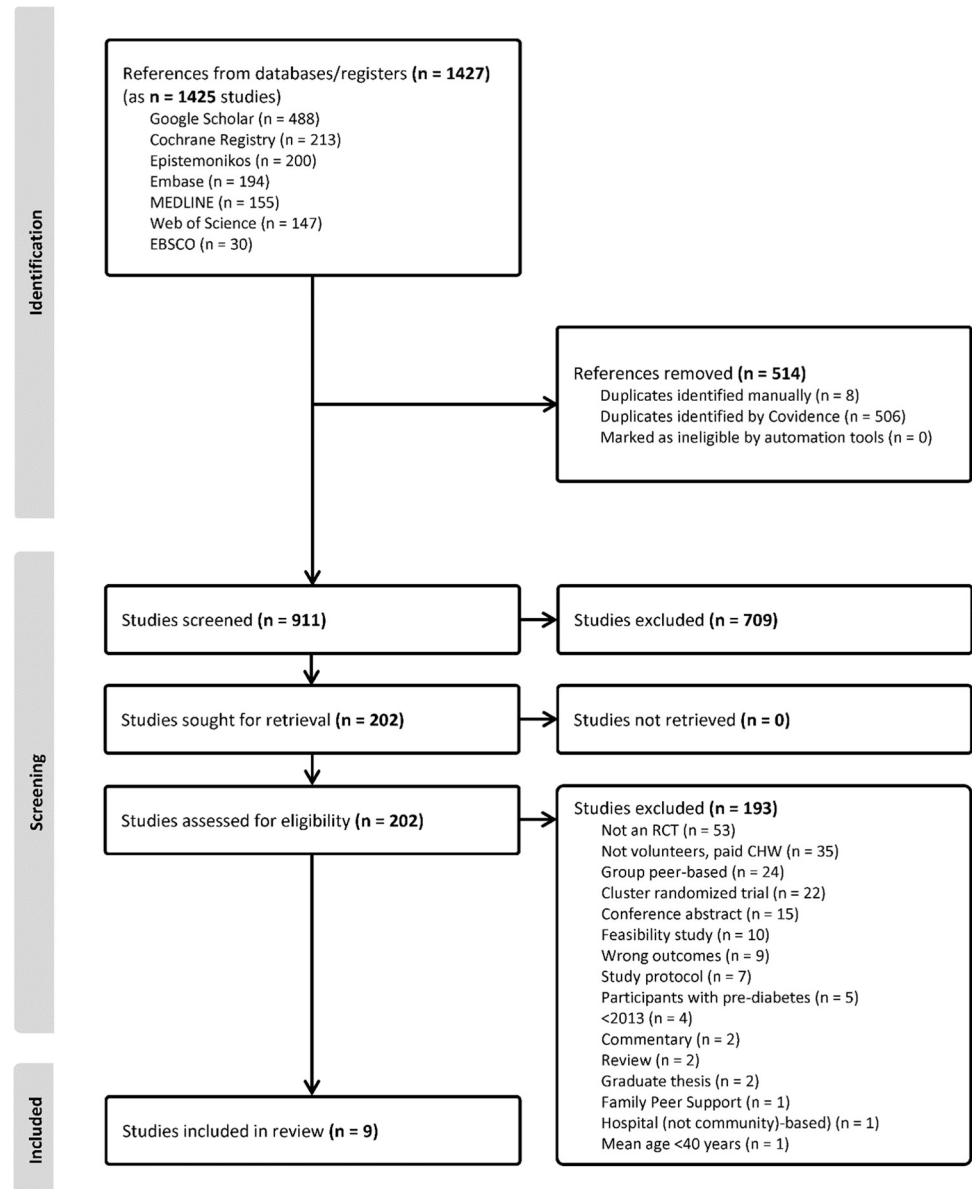 Identification
References from databases/registers (n = 1427)
(as n = 1425 studies)
Google Scholar (n = 488)
Cochrane Registry (n = 213)
Epistemonikos (n = 200)
Embase (n = 194)
MEDLINE (n = 155)
Web of Science (n = 147)
EBSCO (n = 30)
References removed (n = 514)
Duplicates identified manually (n = 8)
Duplicates identified by Covidence (n = 506)
Marked as ineligible by automation tools (n = 0)
Screening
Studies screened (n = 911)
Studies excluded (n = 709)
Studies sought for retrieval (n = 202)
Studies not retrieved (n = 0)
Studies assessed for eligibility (n = 202)
Studies excluded (n = 193)
Not an RCT (n = 53)
Not volunteers, paid CHW (n = 35)
Group peer-based (n = 24)
Cluster randomized trial (n = 22)
Conference abstract (n = 15)
Feasibility study (n = 10)
Wrong outcomes (n = 9)
Study protocol (n = 7)
Participants with pre-diabetes (n = 5)
<2013 (n = 4)
Commentary (n = 2)
Review (n = 2)
Graduate thesis (n = 2)
Family Peer Support (n = 1)
Hospital (not community)-based) (n = 1)
Mean age <40 years (n = 1)
Included
Studies included in review (n = 9)